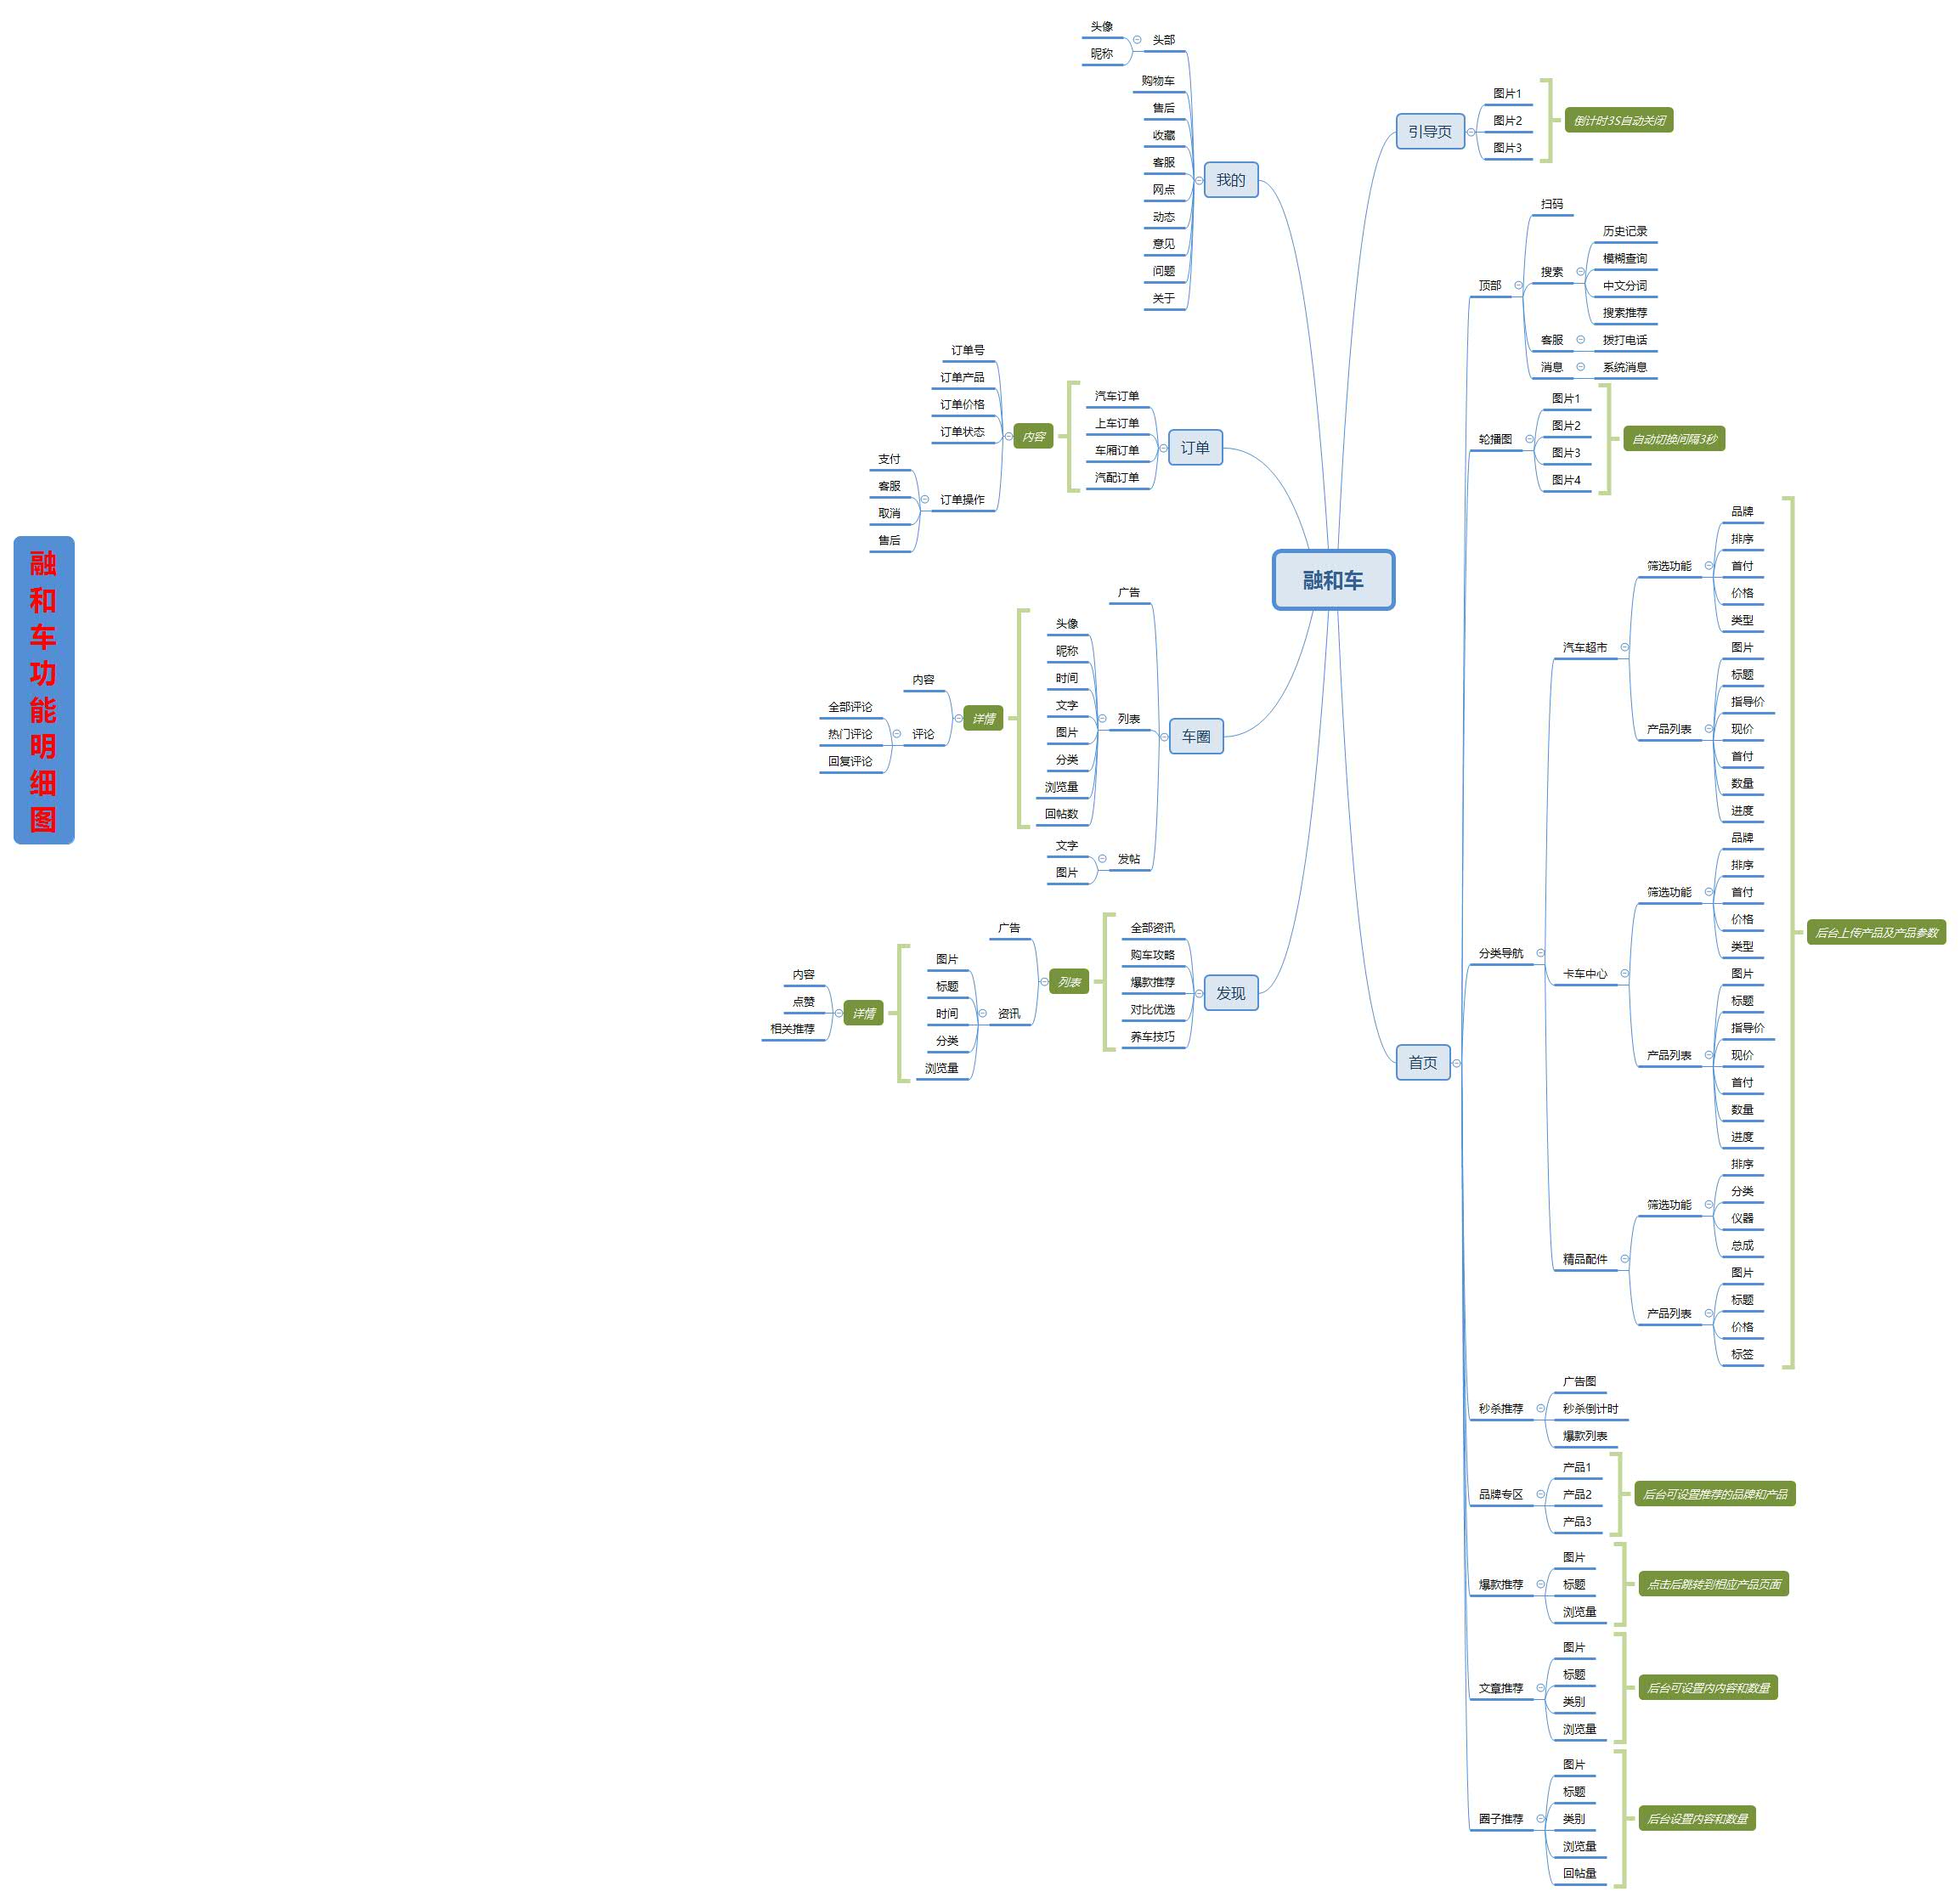 融
和
车
功
能
明
细
图
融和车
引导页
图片1
图片2
图片3
倒计时3S自动关闭
首页
顶部
扫码
搜素
历史记录
模糊查询
中文分词
搜素推荐
客服
拨打电话
消息
系统消息
轮播图
图片1
图片2
图片3
图片4
自动切换间隔3秒
分类导航
汽车超市
筛选功能
品牌
排序
首付
价格
类型
产品列表
图片
标题
指导价
现价
首付
数量
进度
卡车中心
筛选功能
品牌
排序
首付
价格
类型
产品列表
图片
标题
指导价
现价
首付
数量
进度
精品配件
筛选功能
排序
分类
仪器
总成
产品列表
图片
标题
价格
标签
后台上传产品及产品参数
秒杀推荐
广告图
秒杀倒计时
爆款列表
品牌专区
产品1
产品2
产品3
后台可设置推荐的品牌和产品
爆款推荐
图片
标题
浏览量
点击后跳转到相应产品页面
文章推荐
图片
标题
类别
浏览量
后台可设置内内容和数量
圈子推荐
图片
标题
类别
浏览量
回帖量
后台设置内容和数量
我的
头部
头像
昵称
购物车
售后
收藏
客服
网点
动态
意见
问题
关于
订单
汽车订单
上车订单
车厢订单
汽配订单
内容
订单号
订单产品
订单价格
订单状态
订单操作
支付
客服
取消
售后
车圈
广告
列表
头像
昵称
时间
文字
图片
分类
浏览量
回帖数
详情
内容
评论
全部评论
热门评论
回复评论
发帖
文字
图片
发现
全部资讯
购车攻略
爆款推荐
对比优选
养车技巧
列表
广告
资讯
图片
标题
时间
分类
浏览量
详情
内容
点赞
相关推荐